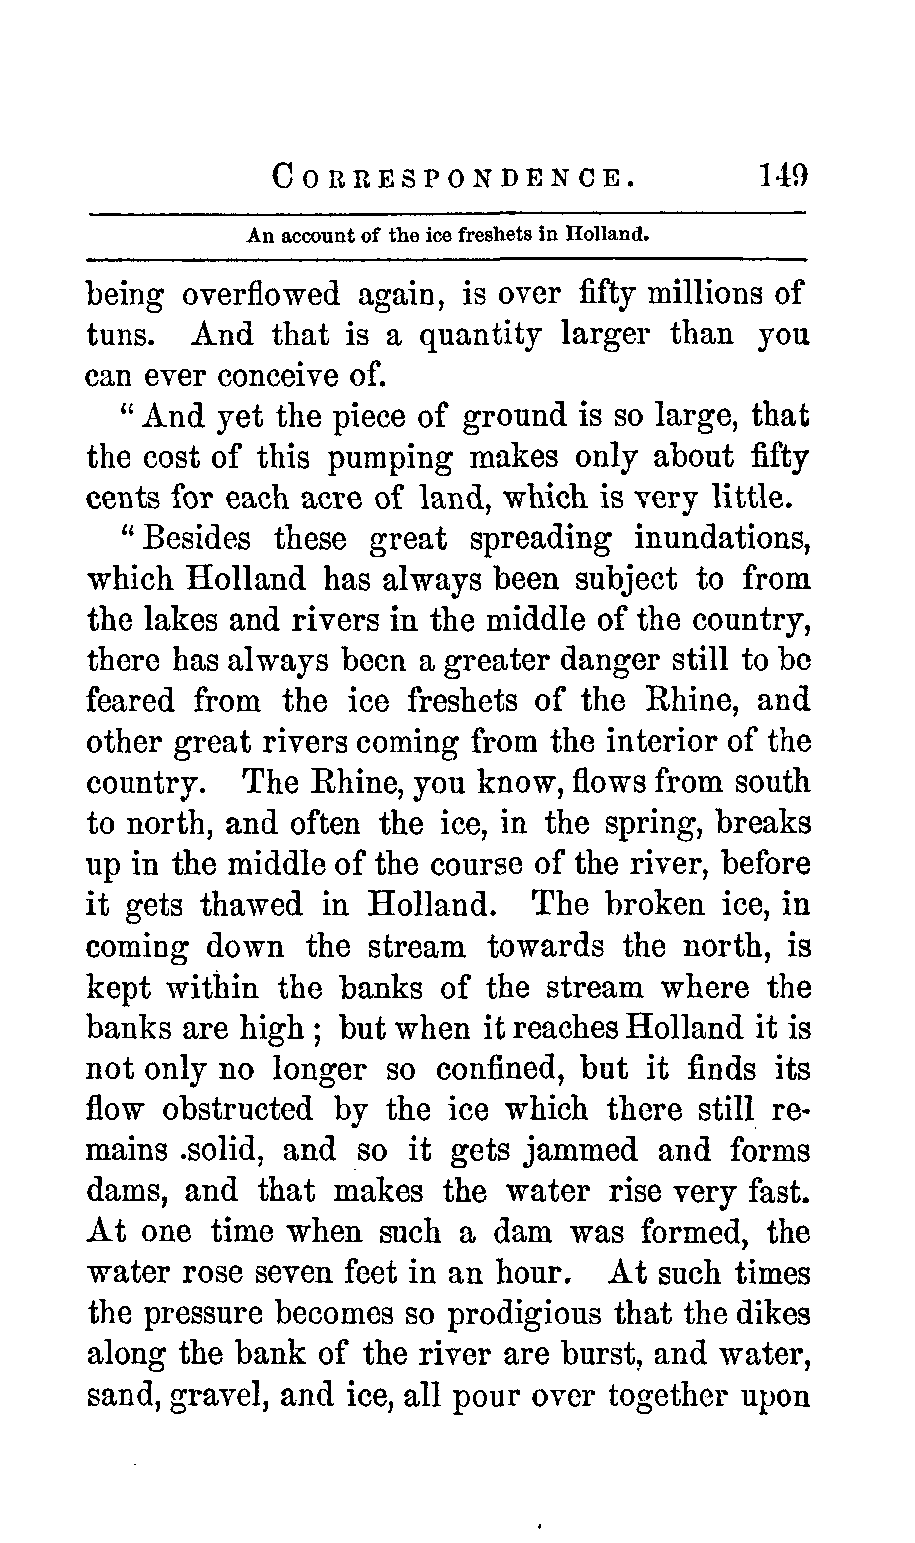 CORRESPONDENCE. 149
An account of the ice freshets in Holland.
being overflowed again, is over fifty millions of
tuns. And that is a quantity larger than you
can ever conceive of.
“ And yet the piece of ground is so large, that
the cost of this pumping makes only about fifty
cents for each acre of land, which is very little.
“ Besides these great spreading inundations,
which Holland has always been subject to from
the lakes and rivers in the middle of the country,
there has always been a greater danger still to be
feared from the ice freshets of the Rhine, and
other great rivers coming from the interior of the
country. The Rhine, you know, flows from south
to north, and often the ice, in the spring, breaks
up in the middle of the course of the river, before
it gets thawed in Holland. The broken ice, in
coming down the stream towards the north, is
kept within the banks of the stream where the
banks are high ; but when it reaches Holland it is
not only no longer so confined, but it finds its
flow obstructed by the ice which there still re-
mains solid, and so it gets jammed and forms
dams, and that makes the water rise very fast.
At one time when such a dam was formed, the
water rose seven feet in an hour. At such times
the pressure becomes so prodigious that the dikes
along the bank of the river are burst, and water,
sand, gravel, and ice, all pour over together upon